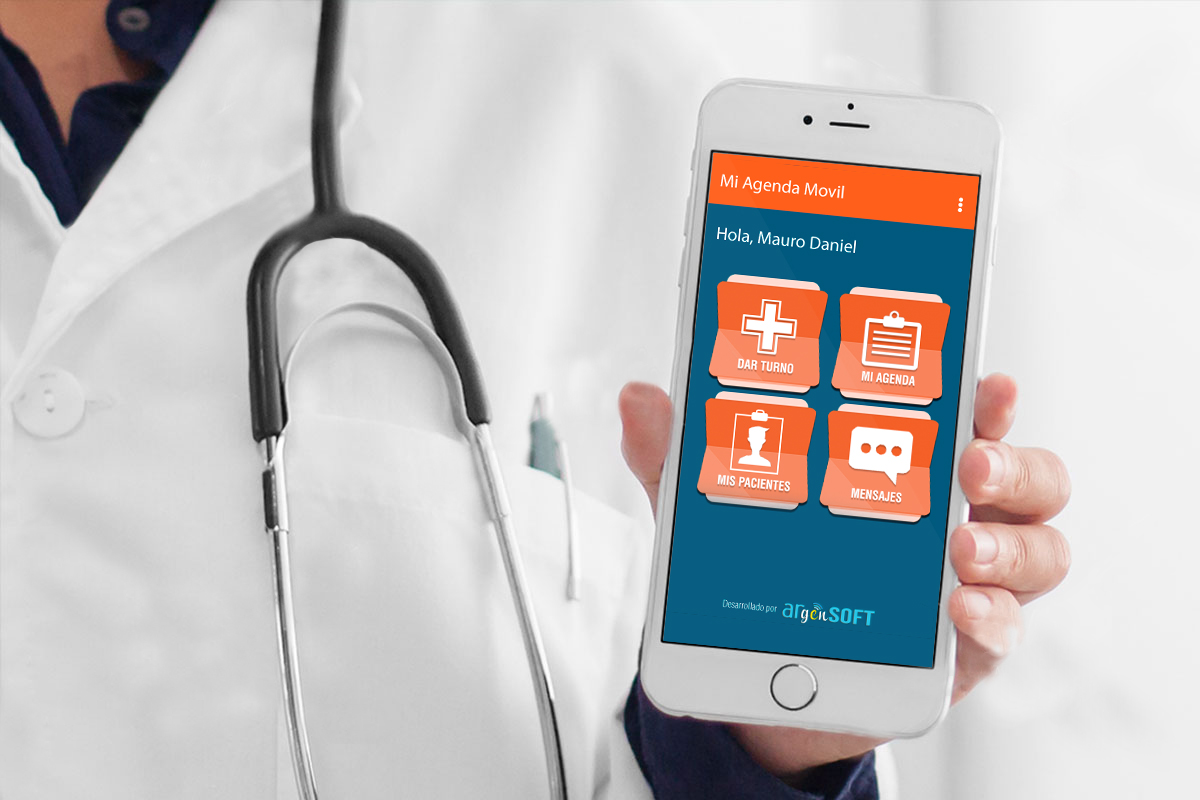 Mi Agenda Movil
Hola, Mauro Daniel
DAR TURNO
MI AGENDA
MIS PACIENTES
MENSAJES
Desarrollado por argenSOFT